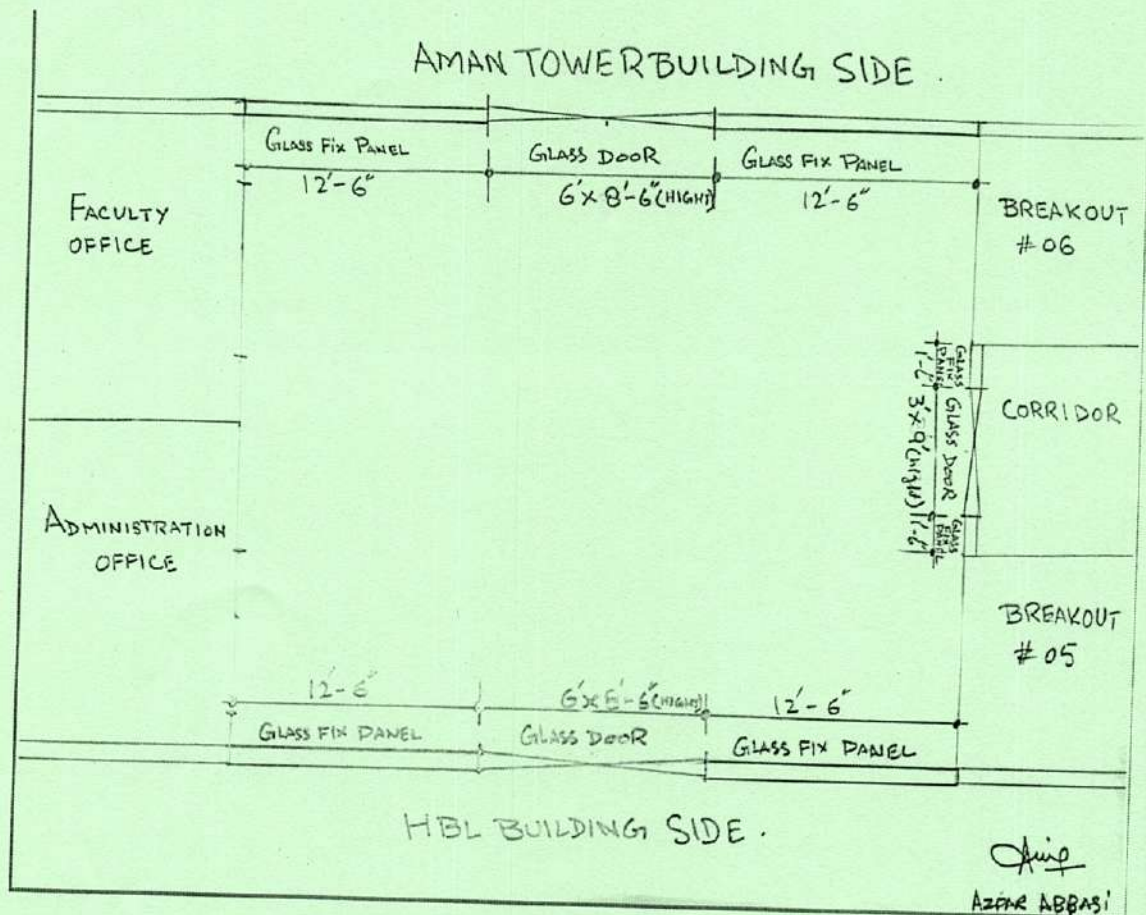 AMAN TOWER BUILDING SIDE.
GLASS FIX PANEL
GLASS DOOR
GLASS FIX PANEL
12'-6"
6'x 8'-6"(HIGHT)
12'-6"
FACULTY
OFFICE
BREAKOUT
#06
GLASS
FIX
PANEL
1'-6"
GLASS DOOR
3'x9'(HIGHT)
GLASS
FIX
PANEL
1'-6"
CORRIDOR
ADMINISTRATION
OFFICE
BREAKOUT
#05
12'-6"
6'x 8'-6"(HIGHT)
12'-6"
GLASS FIX PANEL
GLASS DOOR
GLASS FIX PANEL
HBL BUILDING SIDE.
AZFAR ABBASI